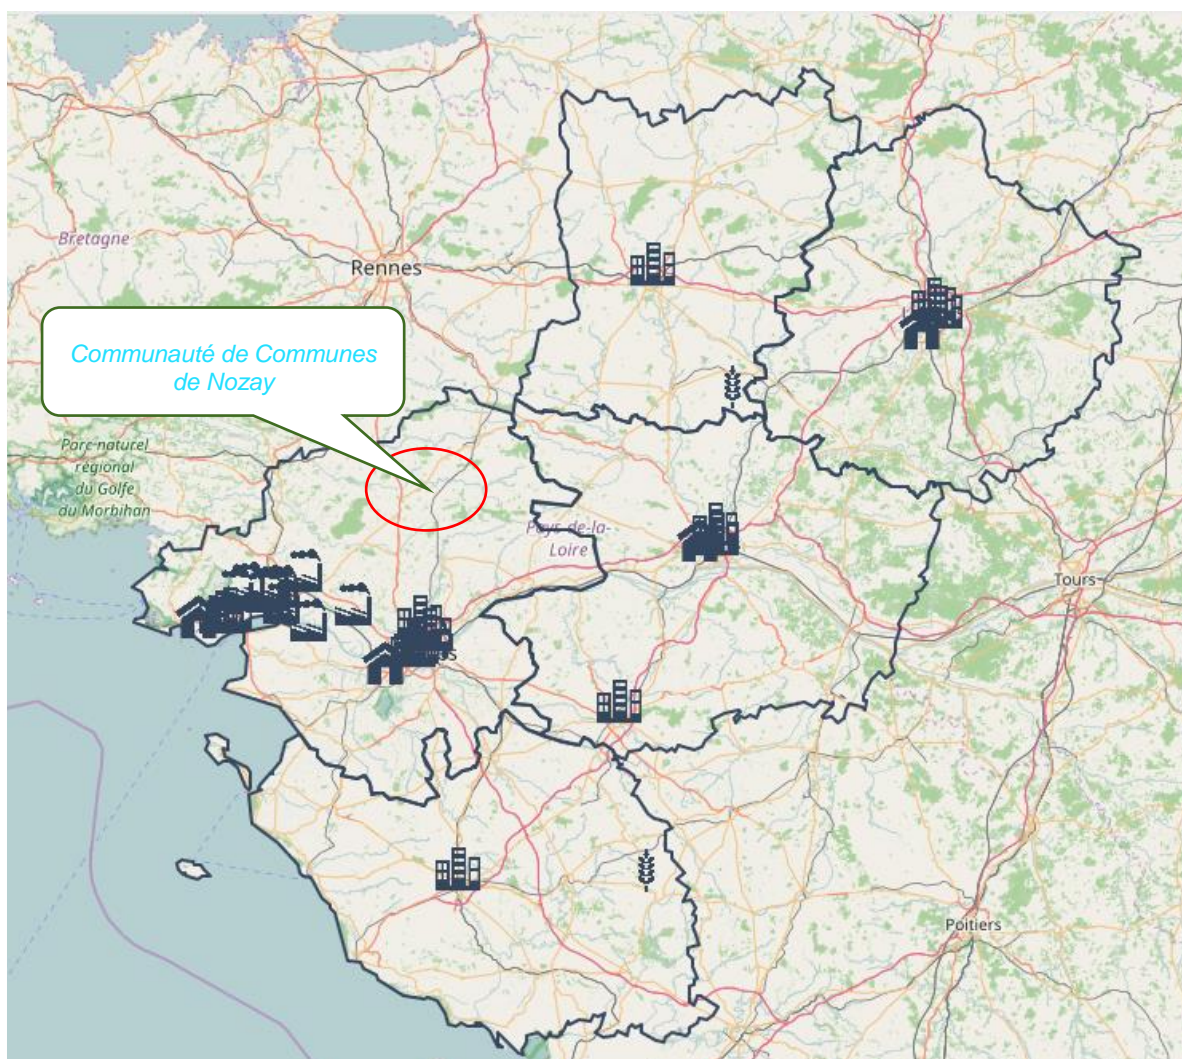 Bretagne
Rennes
Communauté de Communes
de Nozay
Parc naturel
régional
du Golfe
du Morbihan
Pays-de-la-
Loire
Tours
Poitiers